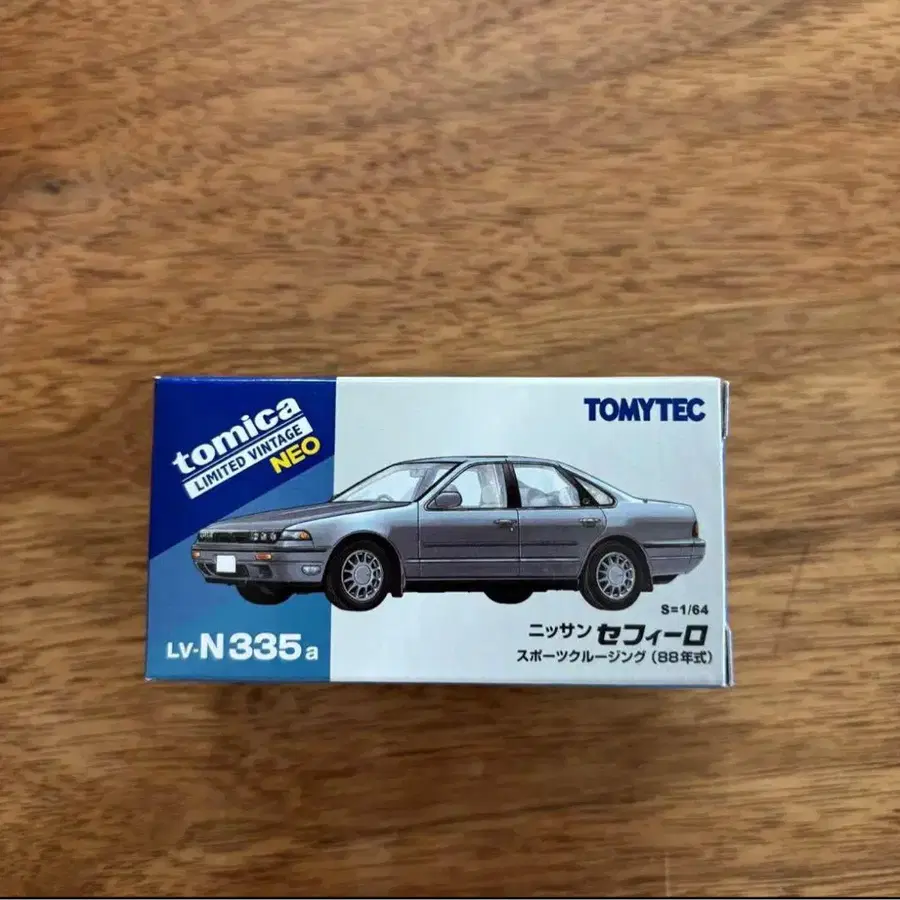 tomica
LIMITED VINTAGE
NEO
TOMYTEC
S=1/64
LV-N335a
ニッサン セフィーロ
スポーツクルージング (88年式)